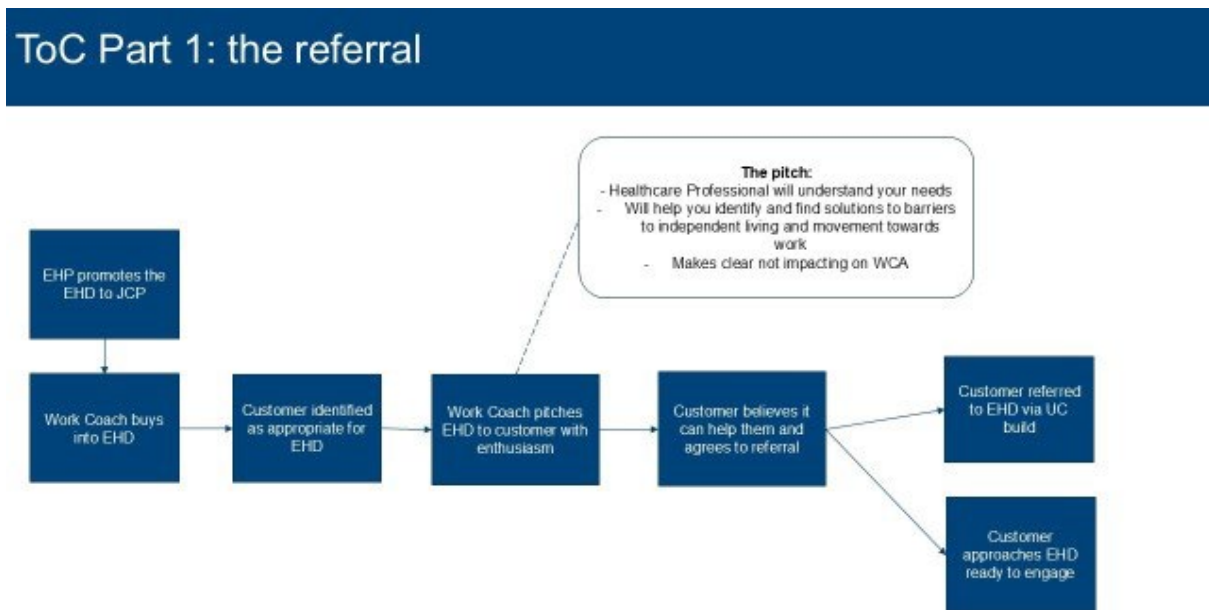 ToC Part 1: the referral
The pitch:
- Healthcare Professional will understand your needs
- Will help you identify and find solutions to barriers
to independent living and movement towards
work
- Makes clear not impacting on WCA
EHP promotes the
EHD to JCP
Work Coach buys
into EHD
Customer identified
as appropriate for
EHD
Work Coach pitches
EHD to customer with
enthusiasm
Customer believes it
can help them and
agrees to referral
Customer referred
to EHD via UC
build
Customer
approaches EHD
ready to engage